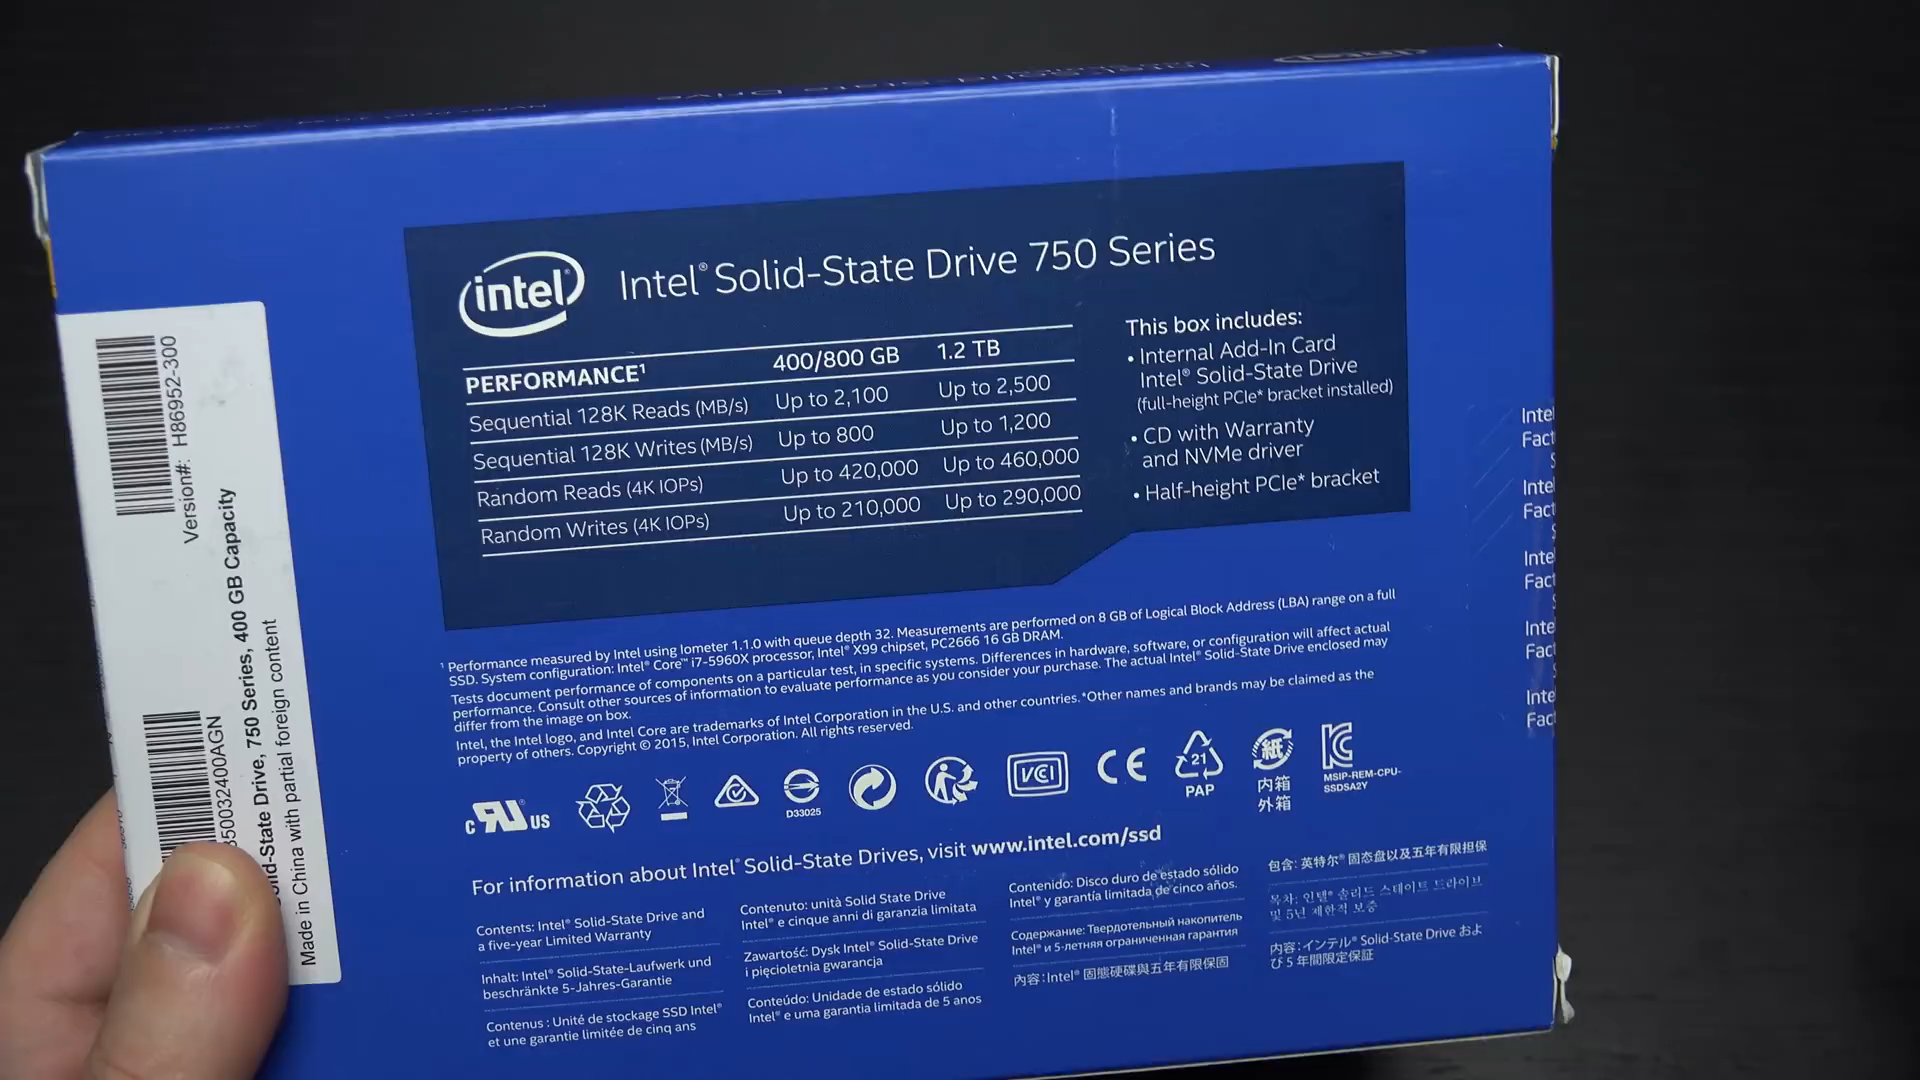 intel
Intel® Solid-State Drive 750 Series
PERFORMANCE¹ 400/800 GB 1.2 TB
Sequential 128K Reads (MB/s) Up to 2,100 Up to 2,500
Sequential 128K Writes (MB/s) Up to 800 Up to 1,200
Random Reads (4K IOPs) Up to 420,000 Up to 460,000
Random Writes (4K IOPs) Up to 210,000 Up to 290,000
This box includes:
• Internal Add-In Card
Intel® Solid-State Drive
(full-height PCIe* bracket installed)
• CD with Warranty
and NVMe driver
• Half-height PCIe* bracket
¹ Performance measured by Intel using Iometer 1.1.0 with queue depth 32. Measurements are performed on 8 GB of Logical Block Address (LBA) range on a full
SSD. System configuration: Intel® Core™ i7-5960X processor, Intel® X99 chipset, PC2666 16 GB DRAM.
Tests document performance of components on a particular test, in specific systems. Differences in hardware, software, or configuration will affect actual
performance. Consult other sources of information to evaluate performance as you consider your purchase. The actual Intel® Solid-State Drive enclosed may
differ from the image on box.
Intel, the Intel logo, and Intel Core are trademarks of Intel Corporation in the U.S. and other countries. *Other names and brands may be claimed as the
property of others. Copyright © 2015, Intel Corporation. All rights reserved.
c RU US
D33025
VCI
CE
21
PAP
紙
内箱
外箱
MSIP-REM-CPU-
SSDSA2Y
For information about Intel® Solid-State Drives, visit www.intel.com/ssd
Contents: Intel® Solid-State Drive and
a five-year Limited Warranty
Inhalt: Intel® Solid-State-Laufwerk und
beschränkte 5-Jahres-Garantie
Contenus : Unité de stockage SSD Intel®
et une garantie limitée de cinq ans
Contenuto: unità Solid State Drive
Intel® e cinque anni di garanzia limitata
Zawartość: Dysk Intel® Solid-State Drive
i pięcioletnia gwarancja
Conteúdo: Unidade de estado sólido
Intel® e uma garantia limitada de 5 anos
Contenido: Disco duro de estado sólido
Intel® y garantía limitada de cinco años.
Содержание: Твердотельный накопитель
Intel® и 5-летняя ограниченная гарантия
內容：Intel® 固態硬碟與五年有限保固
包含: 英特尔® 固态盘以及五年有限担保
목차: 인텔® 솔리드 스테이트 드라이브
및 5년 제한적 보증
内容：インテル® Solid-State Drive およ
び 5 年間限定保証
Version#: H86952-300
Solid-State Drive, 750 Series, 400 GB Capacity
Made in China with partial foreign content
Intel
Fact
Intel
Fact
Intel
Fact
Intel
Fact
Intel
Fact